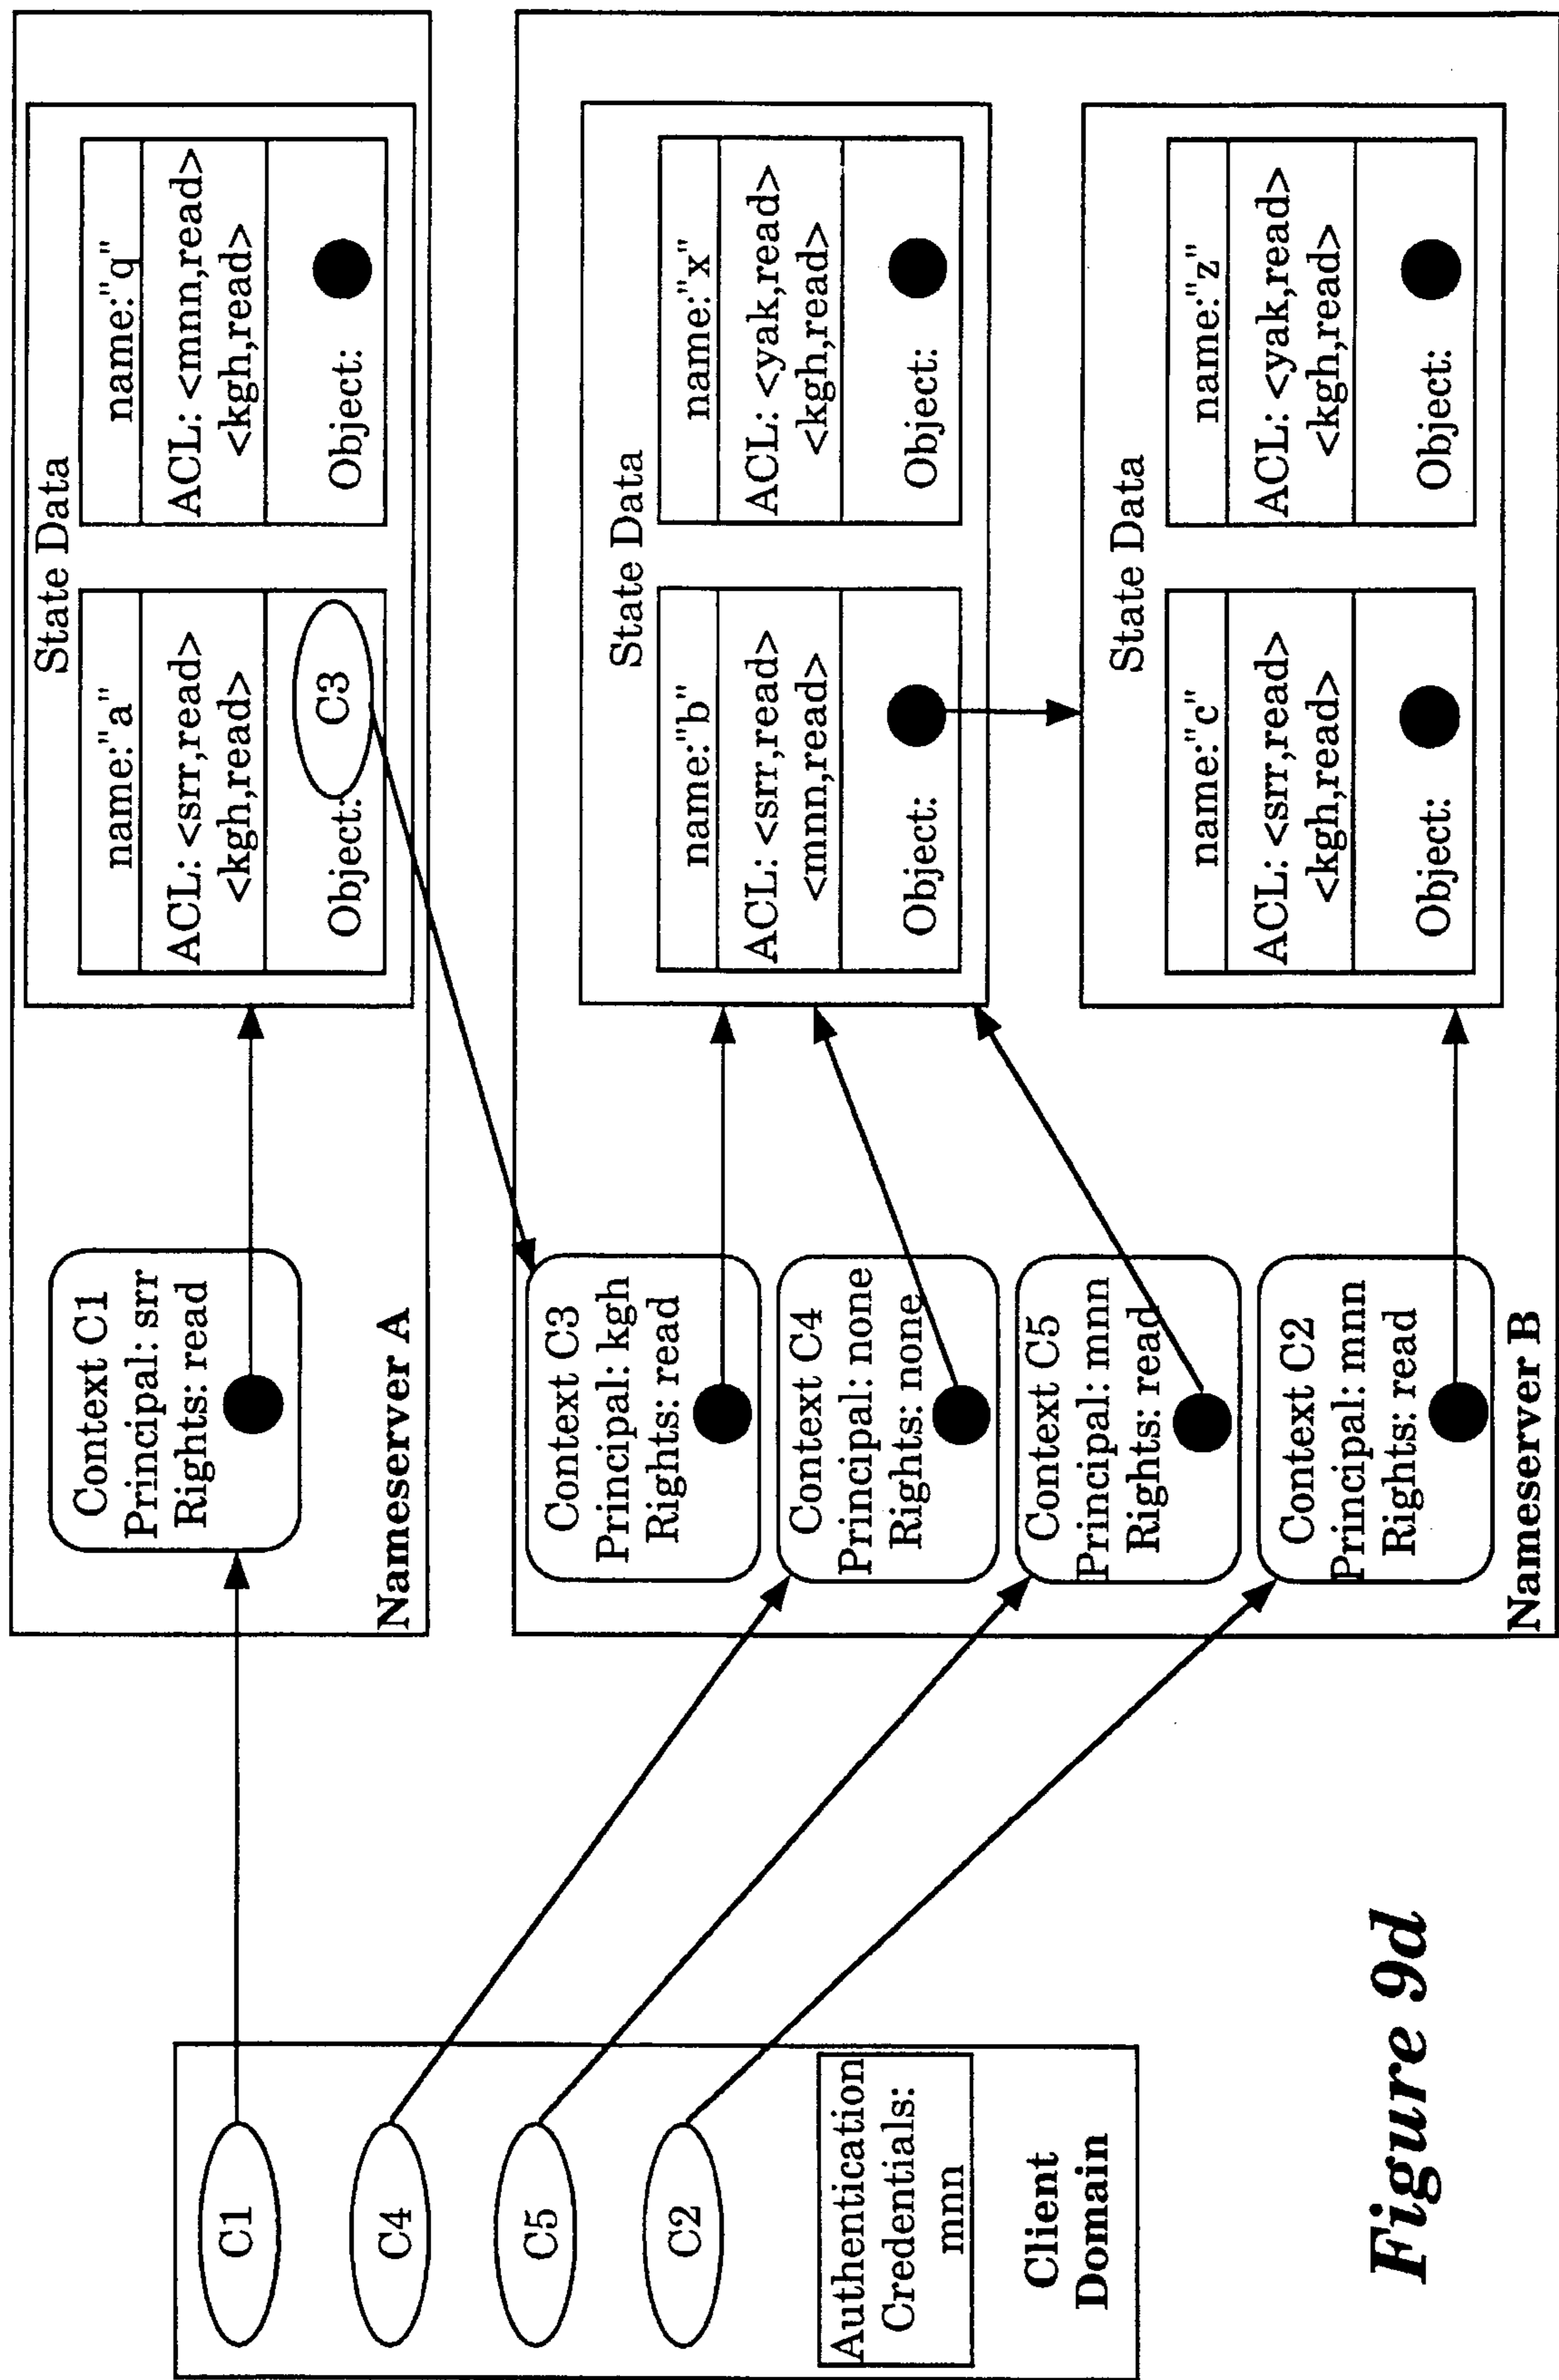 C1
C4
C5
C2
Authentication
Credentials:
mnn
Client
Domain
Context C1
Principal: srr
Rights: read
Nameserver A
State Data
name:"a"
ACL: <srr,read>
<kgh,read>
Object:
C3
name:"q"
ACL: <mnn,read>
<kgh,read>
Object:
Context C3
Principal: kgh
Rights: read
Context C4
Principal: none
Rights: none
Context C5
Principal: mnn
Rights: read
Context C2
Principal: mnn
Rights: read
Nameserver B
State Data
name:"b"
ACL: <srr,read>
<mnn,read>
Object:
name:"x"
ACL: <yak,read>
<kgh,read>
Object:
State Data
name:"c"
ACL: <srr,read>
<kgh,read>
Object:
name:"z"
ACL: <yak,read>
<kgh,read>
Object:
Figure 9d